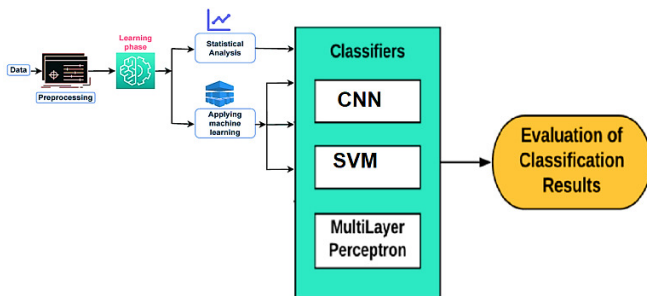 Data
Preprocessing
Learning
phase
Statistical
Analysis
Applying
machine
learning
Classifiers
CNN
SVM
MultiLayer
Perceptron
Evaluation of
Classification
Results